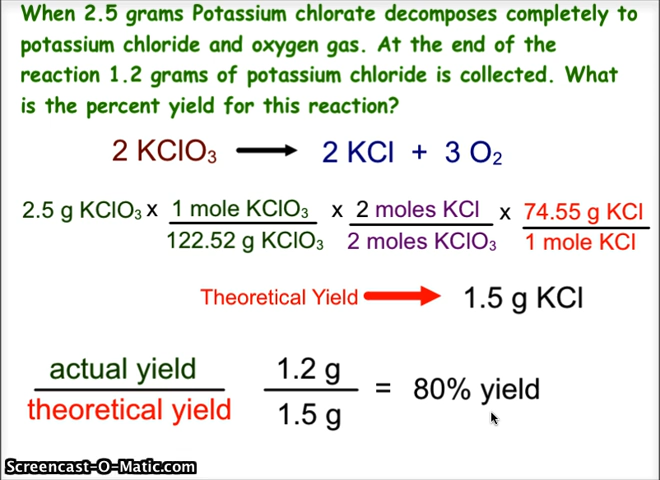 When 2.5 grams Potassium chlorate decomposes completely to
potassium chloride and oxygen gas. At the end of the
reaction 1.2 grams of potassium chloride is collected. What
is the percent yield for this reaction?
2 KClO₃ → 2 KCl + 3 O₂
2.5 g KClO₃ x 1 mole KClO₃ x 2 moles KCl x 74.55 g KCl
122.52 g KClO₃ 2 moles KClO₃ 1 mole KCl
Theoretical Yield → 1.5 g KCl
actual yield 1.2 g = 80% yield
theoretical yield 1.5 g
Screencast-O-Matic.com